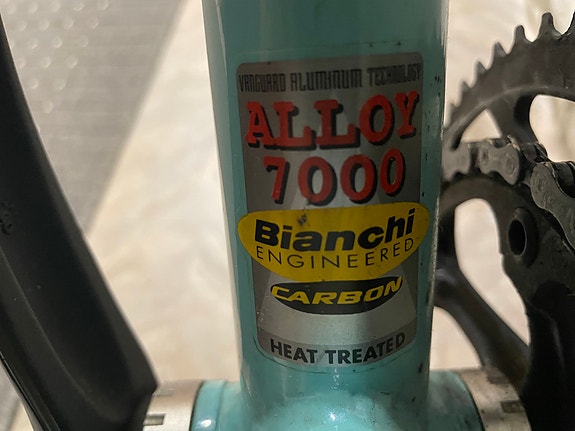 VANGUARD ALUMINUM TECHNOLOGY
ALLOY
7000
Bianchi
ENGINEERED
CARBON
HEAT TREATED